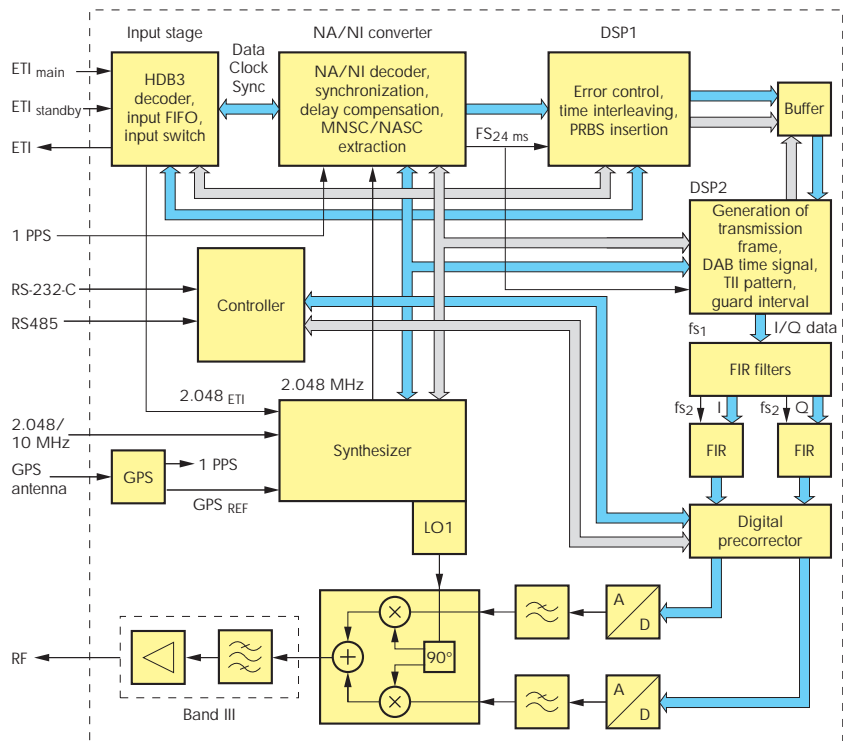 Input stage
NA/NI converter
DSP1
Data
Clock
Sync
ETI main
ETI standby
ETI
HDB3
decoder,
input FIFO,
input switch
NA/NI decoder,
synchronization,
delay compensation,
MNSC/NASC
extraction
FS24 ms
Error control,
time interleaving,
PRBS insertion
Buffer
DSP2
Generation of
transmission
frame,
DAB time signal,
TII pattern,
guard interval
1 PPS
RS-232-C
RS485
Controller
fs1
I/Q data
FIR filters
fs2
I
fs2
Q
FIR
FIR
2.048 ETI
2.048 MHz
2.048/
10 MHz
Synthesizer
GPS
antenna
GPS
1 PPS
GPS REF
LO1
Digital
precorrector
A
D
90°
A
D
RF
Band III